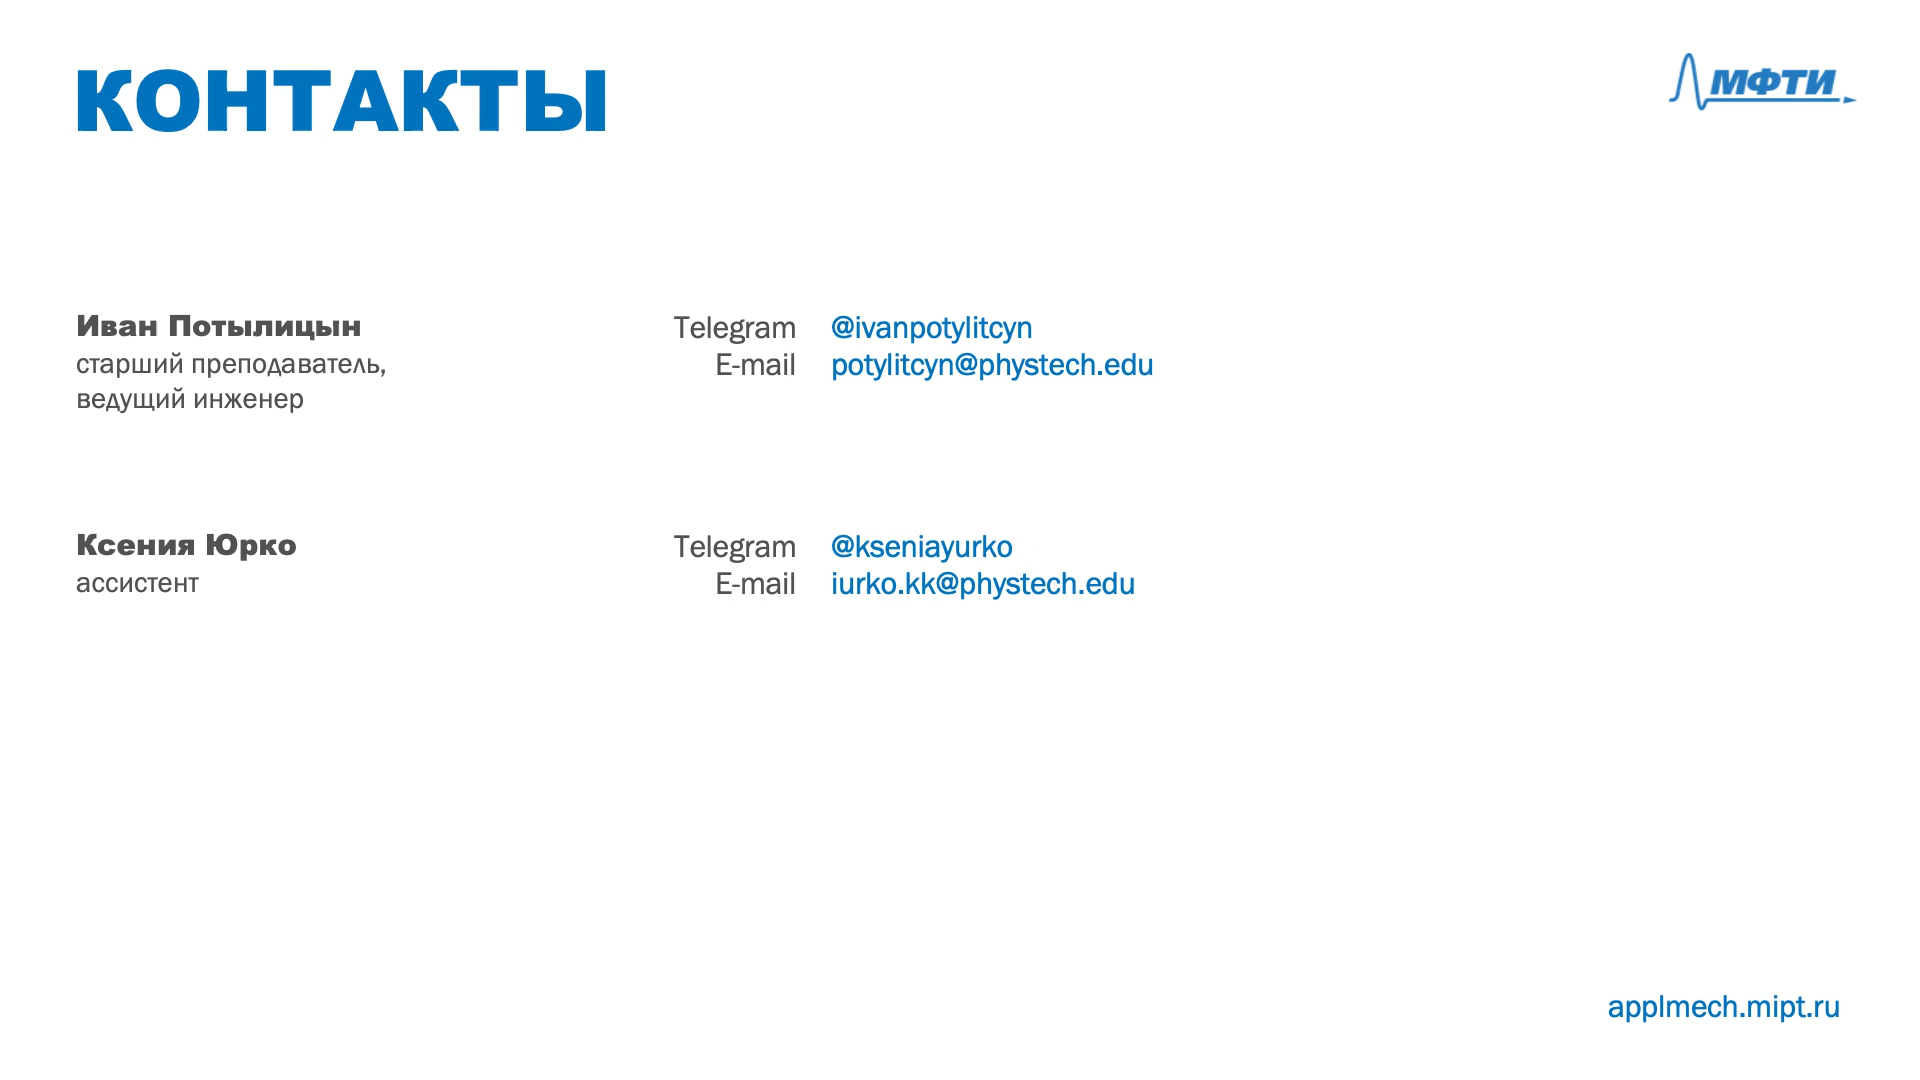 КОНТАКТЫ
МФТИ
Иван Потылицын
старший преподаватель,
ведущий инженер
Telegram @ivanpotylitcyn
E-mail potylitcyn@phystech.edu
Ксения Юрко
ассистент
Telegram @kseniayurko
E-mail iurko.kk@phystech.edu
applmech.mipt.ru